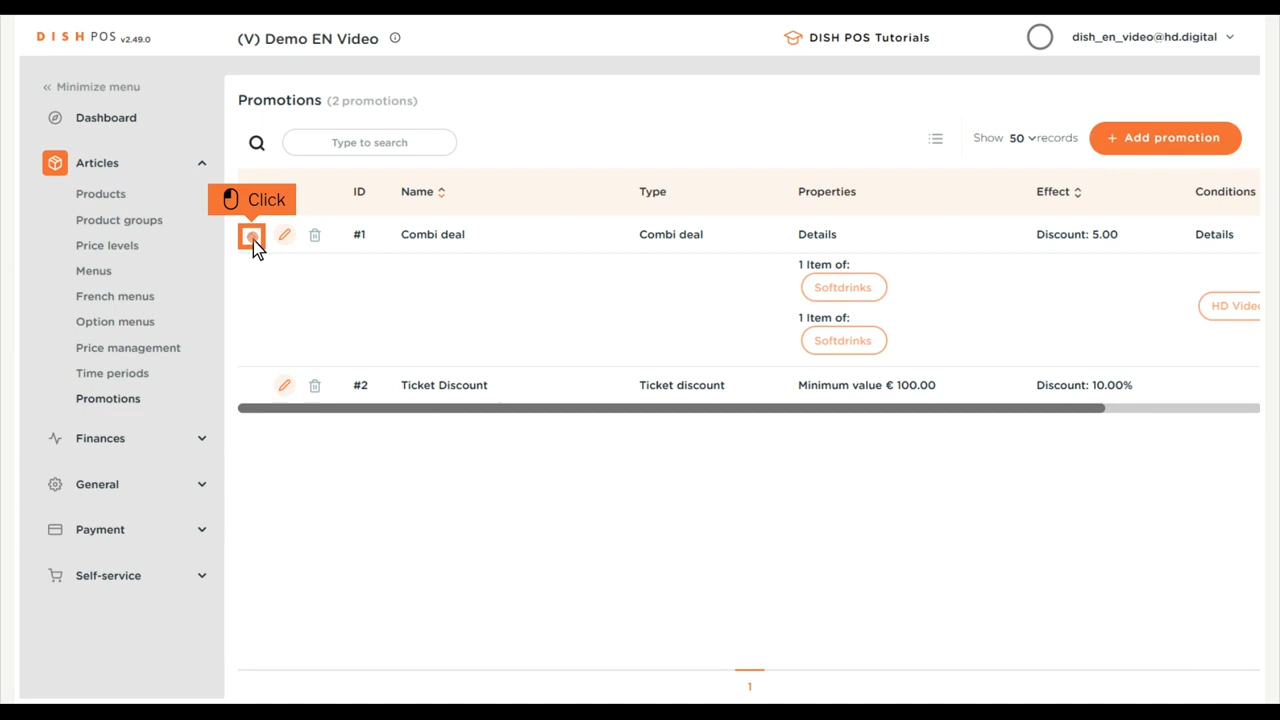 DISH POS v2.49.0
(V) Demo EN Video
DISH POS Tutorials
dish_en_video@hd.digital
Minimize menu
Dashboard
Articles
Products
Product groups
Price levels
Menus
French menus
Option menus
Price management
Time periods
Promotions
Finances
General
Payment
Self-service
Promotions (2 promotions)
Type to search
Show 50 records
+ Add promotion
ID Name Type Properties Effect Conditions
Click
#1 Combi deal Combi deal Details Discount: 5.00 Details
1 Item of:
Softdrinks
HD Video
1 Item of:
Softdrinks
#2 Ticket Discount Ticket discount Minimum value € 100.00 Discount: 10.00%
1